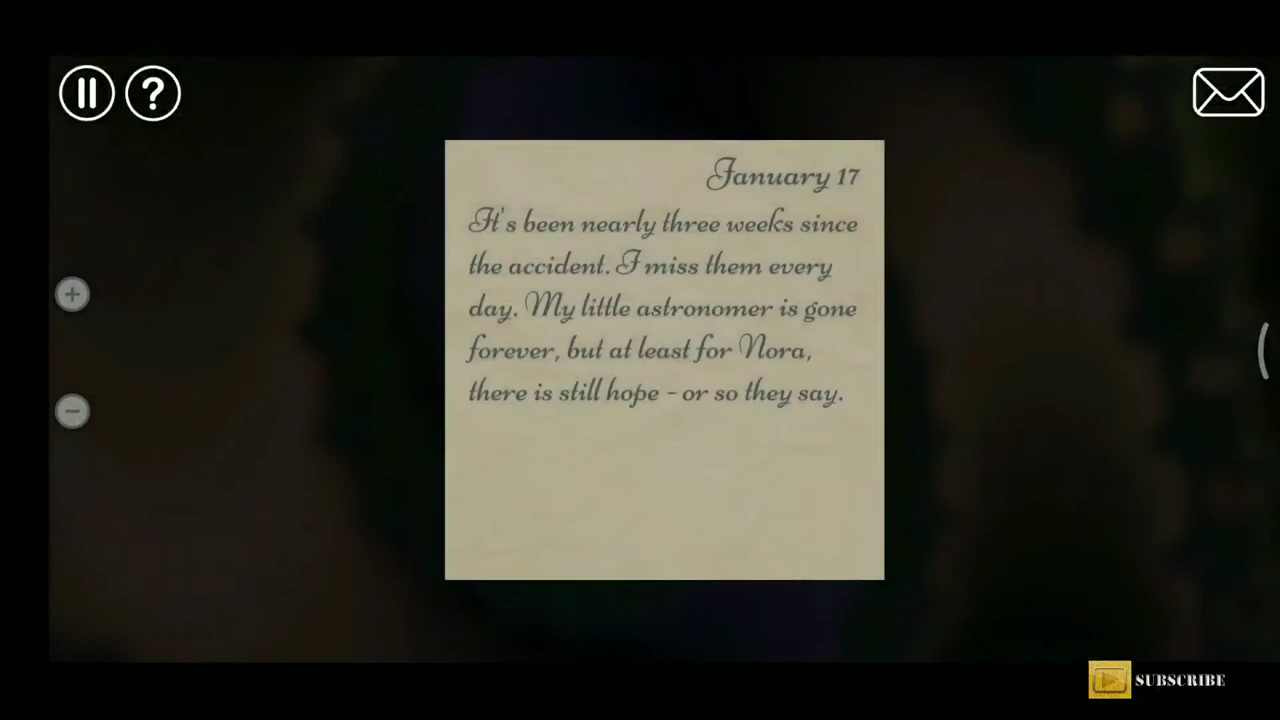 January 17
It's been nearly three weeks since
the accident. I miss them every
day. My little astronomer is gone
forever, but at least for Nora,
there is still hope - or so they say.
SUBSCRIBE